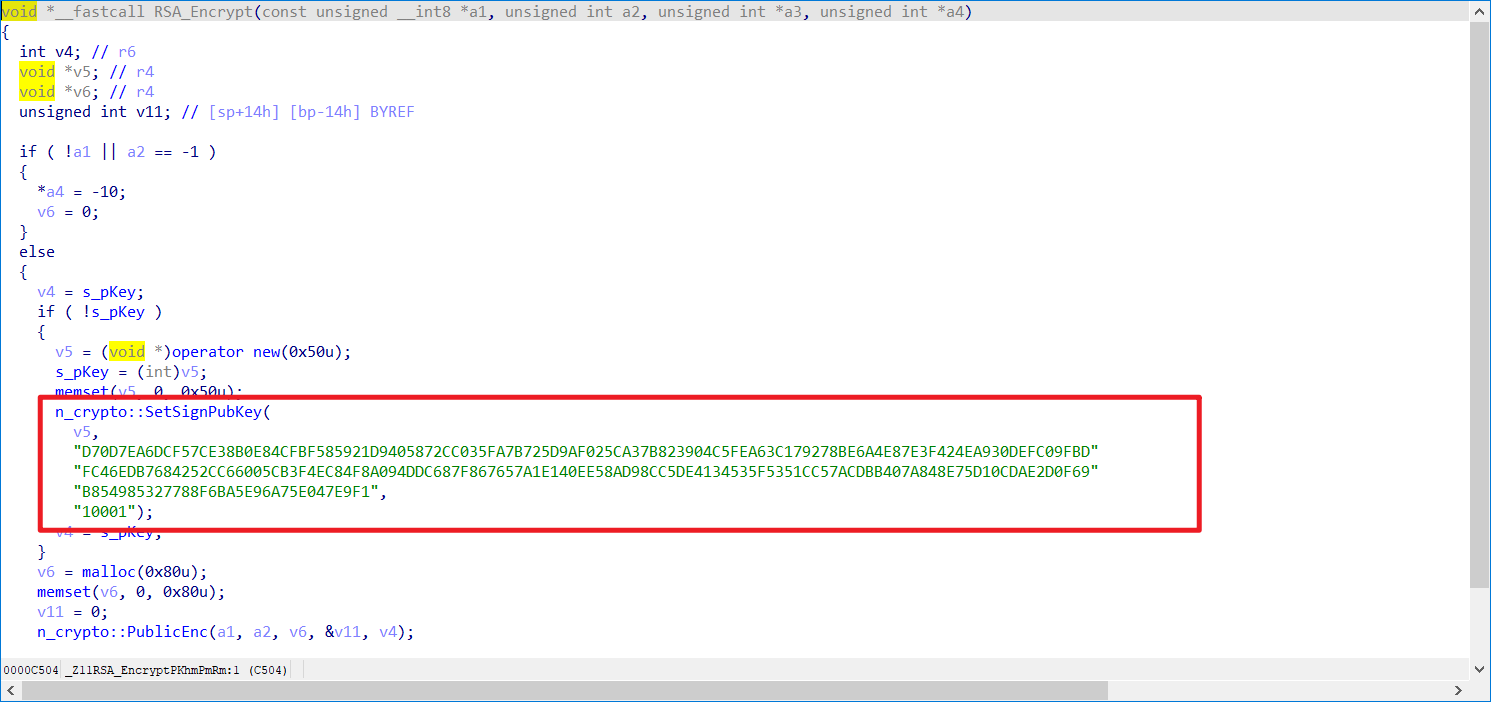 void *__fastcall RSA_Encrypt(const unsigned __int8 *a1, unsigned int a2, unsigned int *a3, unsigned int *a4)
{
int v4; // r6
void *v5; // r4
void *v6; // r4
unsigned int v11; // [sp+14h] [bp-14h] BYREF
if ( !a1 || a2 == -1 )
{
*a4 = -10;
v6 = 0;
}
else
{
v4 = s_pKey;
if ( !s_pKey )
{
v5 = (void *)operator new(0x50u);
s_pKey = (int)v5;
memset(v5, 0, 0x50u);
n_crypto::SetSignPubKey(
v5,
"D70D7EA6DCF57CE38B0E84CFBF585921D9405872CC035FA7B725D9AF025CA37B823904C5FEA63C179278BE6A4E87E3F424EA930DEFC09FBD"
"FC46EDB7684252CC66005CB3F4EC84F8A094DDC687F867657A1E140EE58AD98CC5DE4134535F5351CC57ACDBB407A848E75D10CDAE2D0F69"
"B854985327788F6BA5E96A75E047E9F1",
"10001");
v4 = s_pKey;
}
v6 = malloc(0x80u);
memset(v6, 0, 0x80u);
v11 = 0;
n_crypto::PublicEnc(a1, a2, v6, &v11, v4);
0000C504 _Z11RSA_EncryptPKhmPmRm:1 (C504)